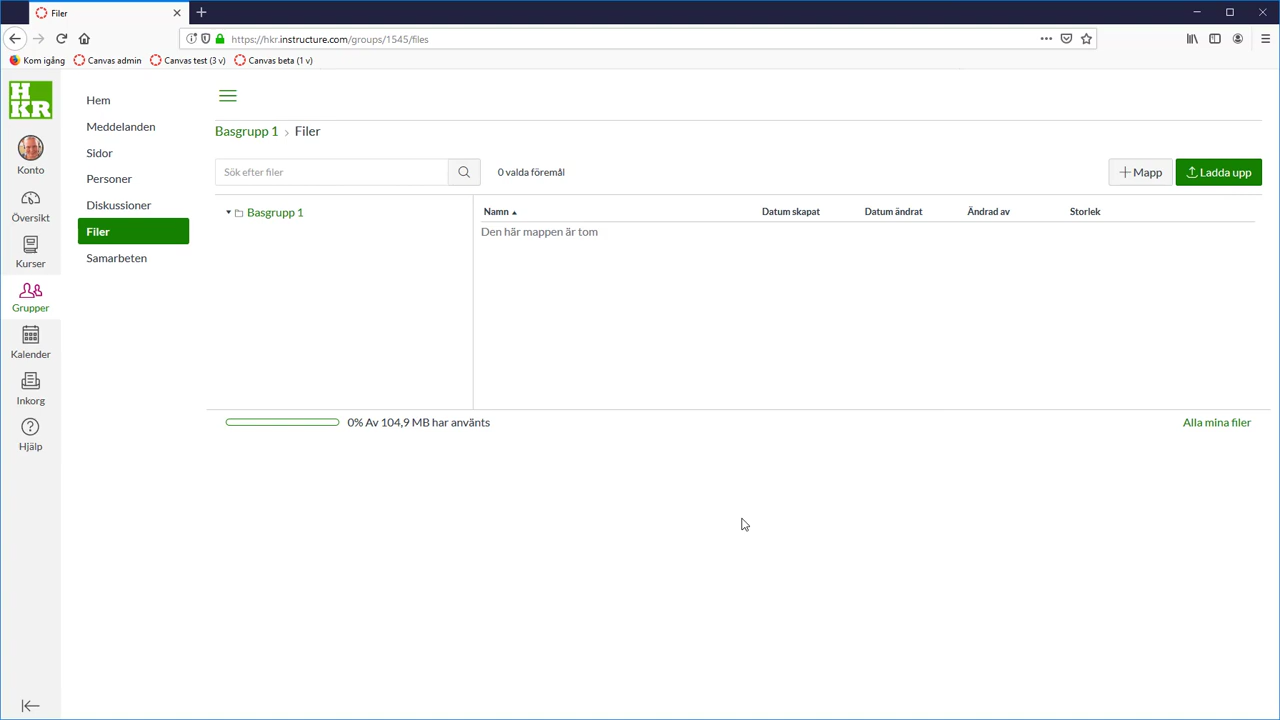 Filer
https://hkr.instructure.com/groups/1545/files
Kom igång
Canvas admin
Canvas test (3 v)
Canvas beta (1 v)
H
KR
Konto
Översikt
Kurser
Grupper
Kalender
Inkorg
Hjälp
Hem
Meddelanden
Sidor
Personer
Diskussioner
Filer
Samarbeten
Basgrupp 1 › Filer
Sök efter filer
0 valda föremål
Mapp
Ladda upp
Basgrupp 1
Namn Datum skapat Datum ändrat Ändrad av Storlek
Den här mappen är tom
0% Av 104,9 MB har använts
Alla mina filer